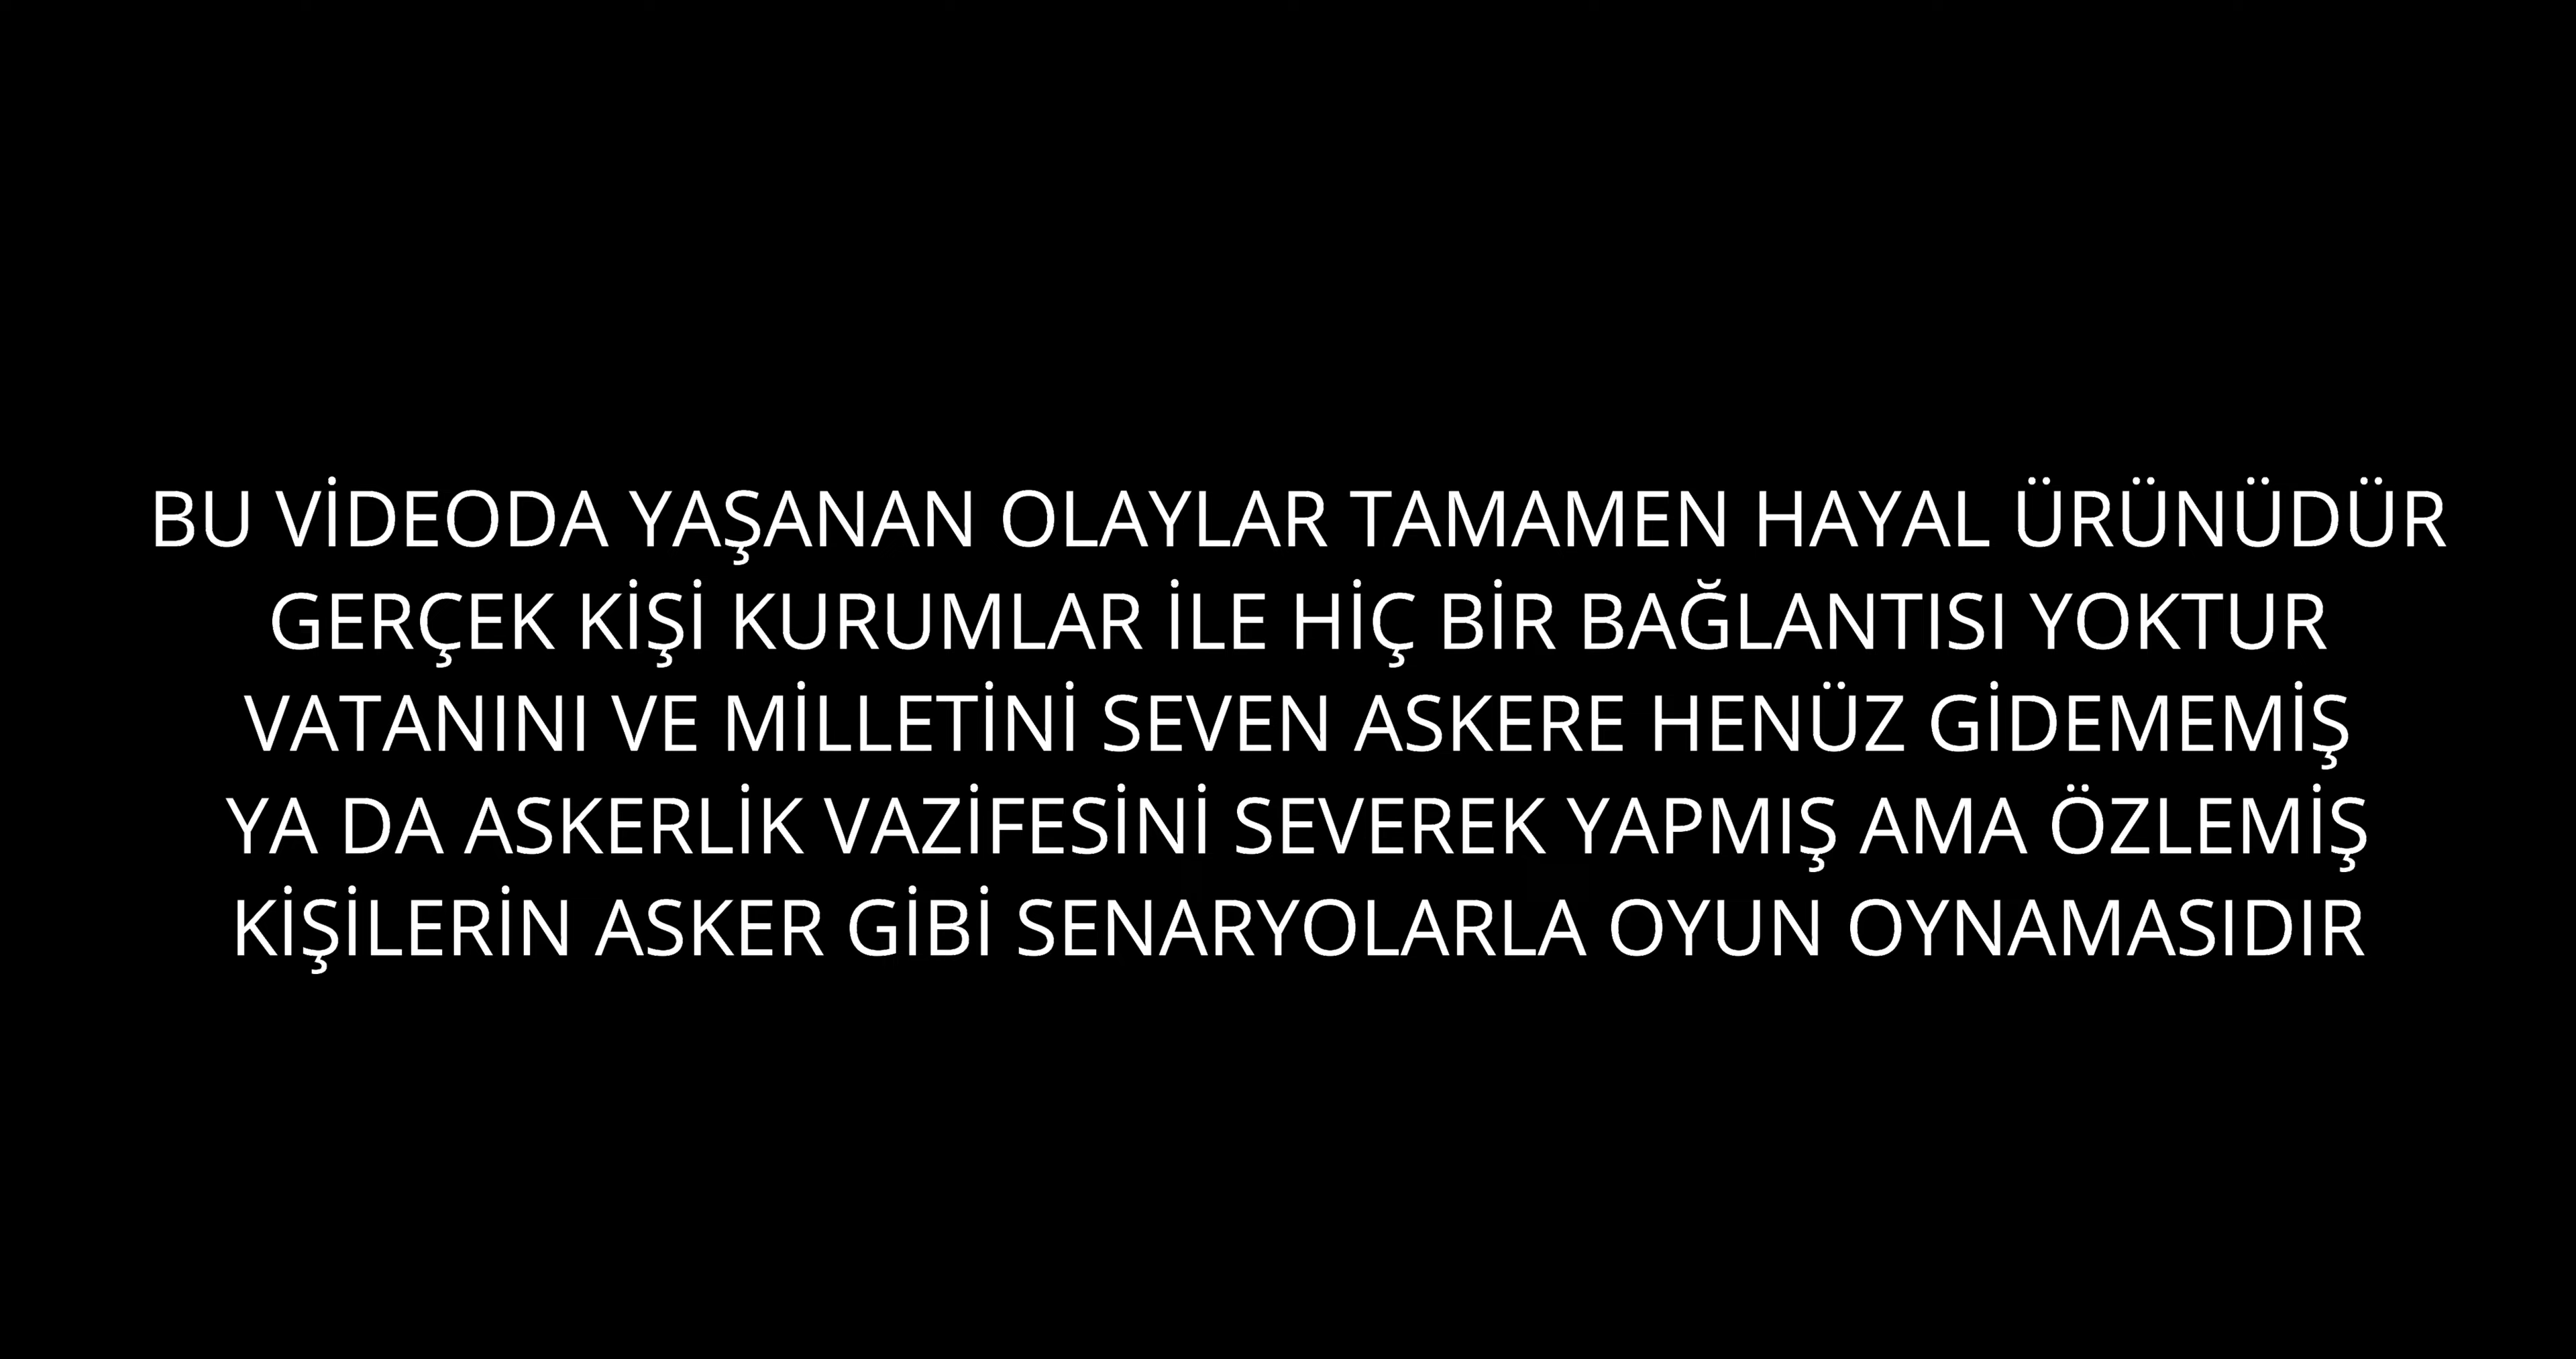 BU VİDEODA YAŞANAN OLAYLAR TAMAMEN HAYAL ÜRÜNÜDÜR
GERÇEK KİŞİ KURUMLAR İLE HİÇ BİR BAĞLANTISI YOKTUR
VATANINI VE MİLLETİNİ SEVEN ASKERE HENÜZ GİDEMEMİŞ
YA DA ASKERLİK VAZİFESİNİ SEVEREK YAPMIŞ AMA ÖZLEMİŞ
KİŞİLERİN ASKER GİBİ SENARYOLARLA OYUN OYNAMASIDIR